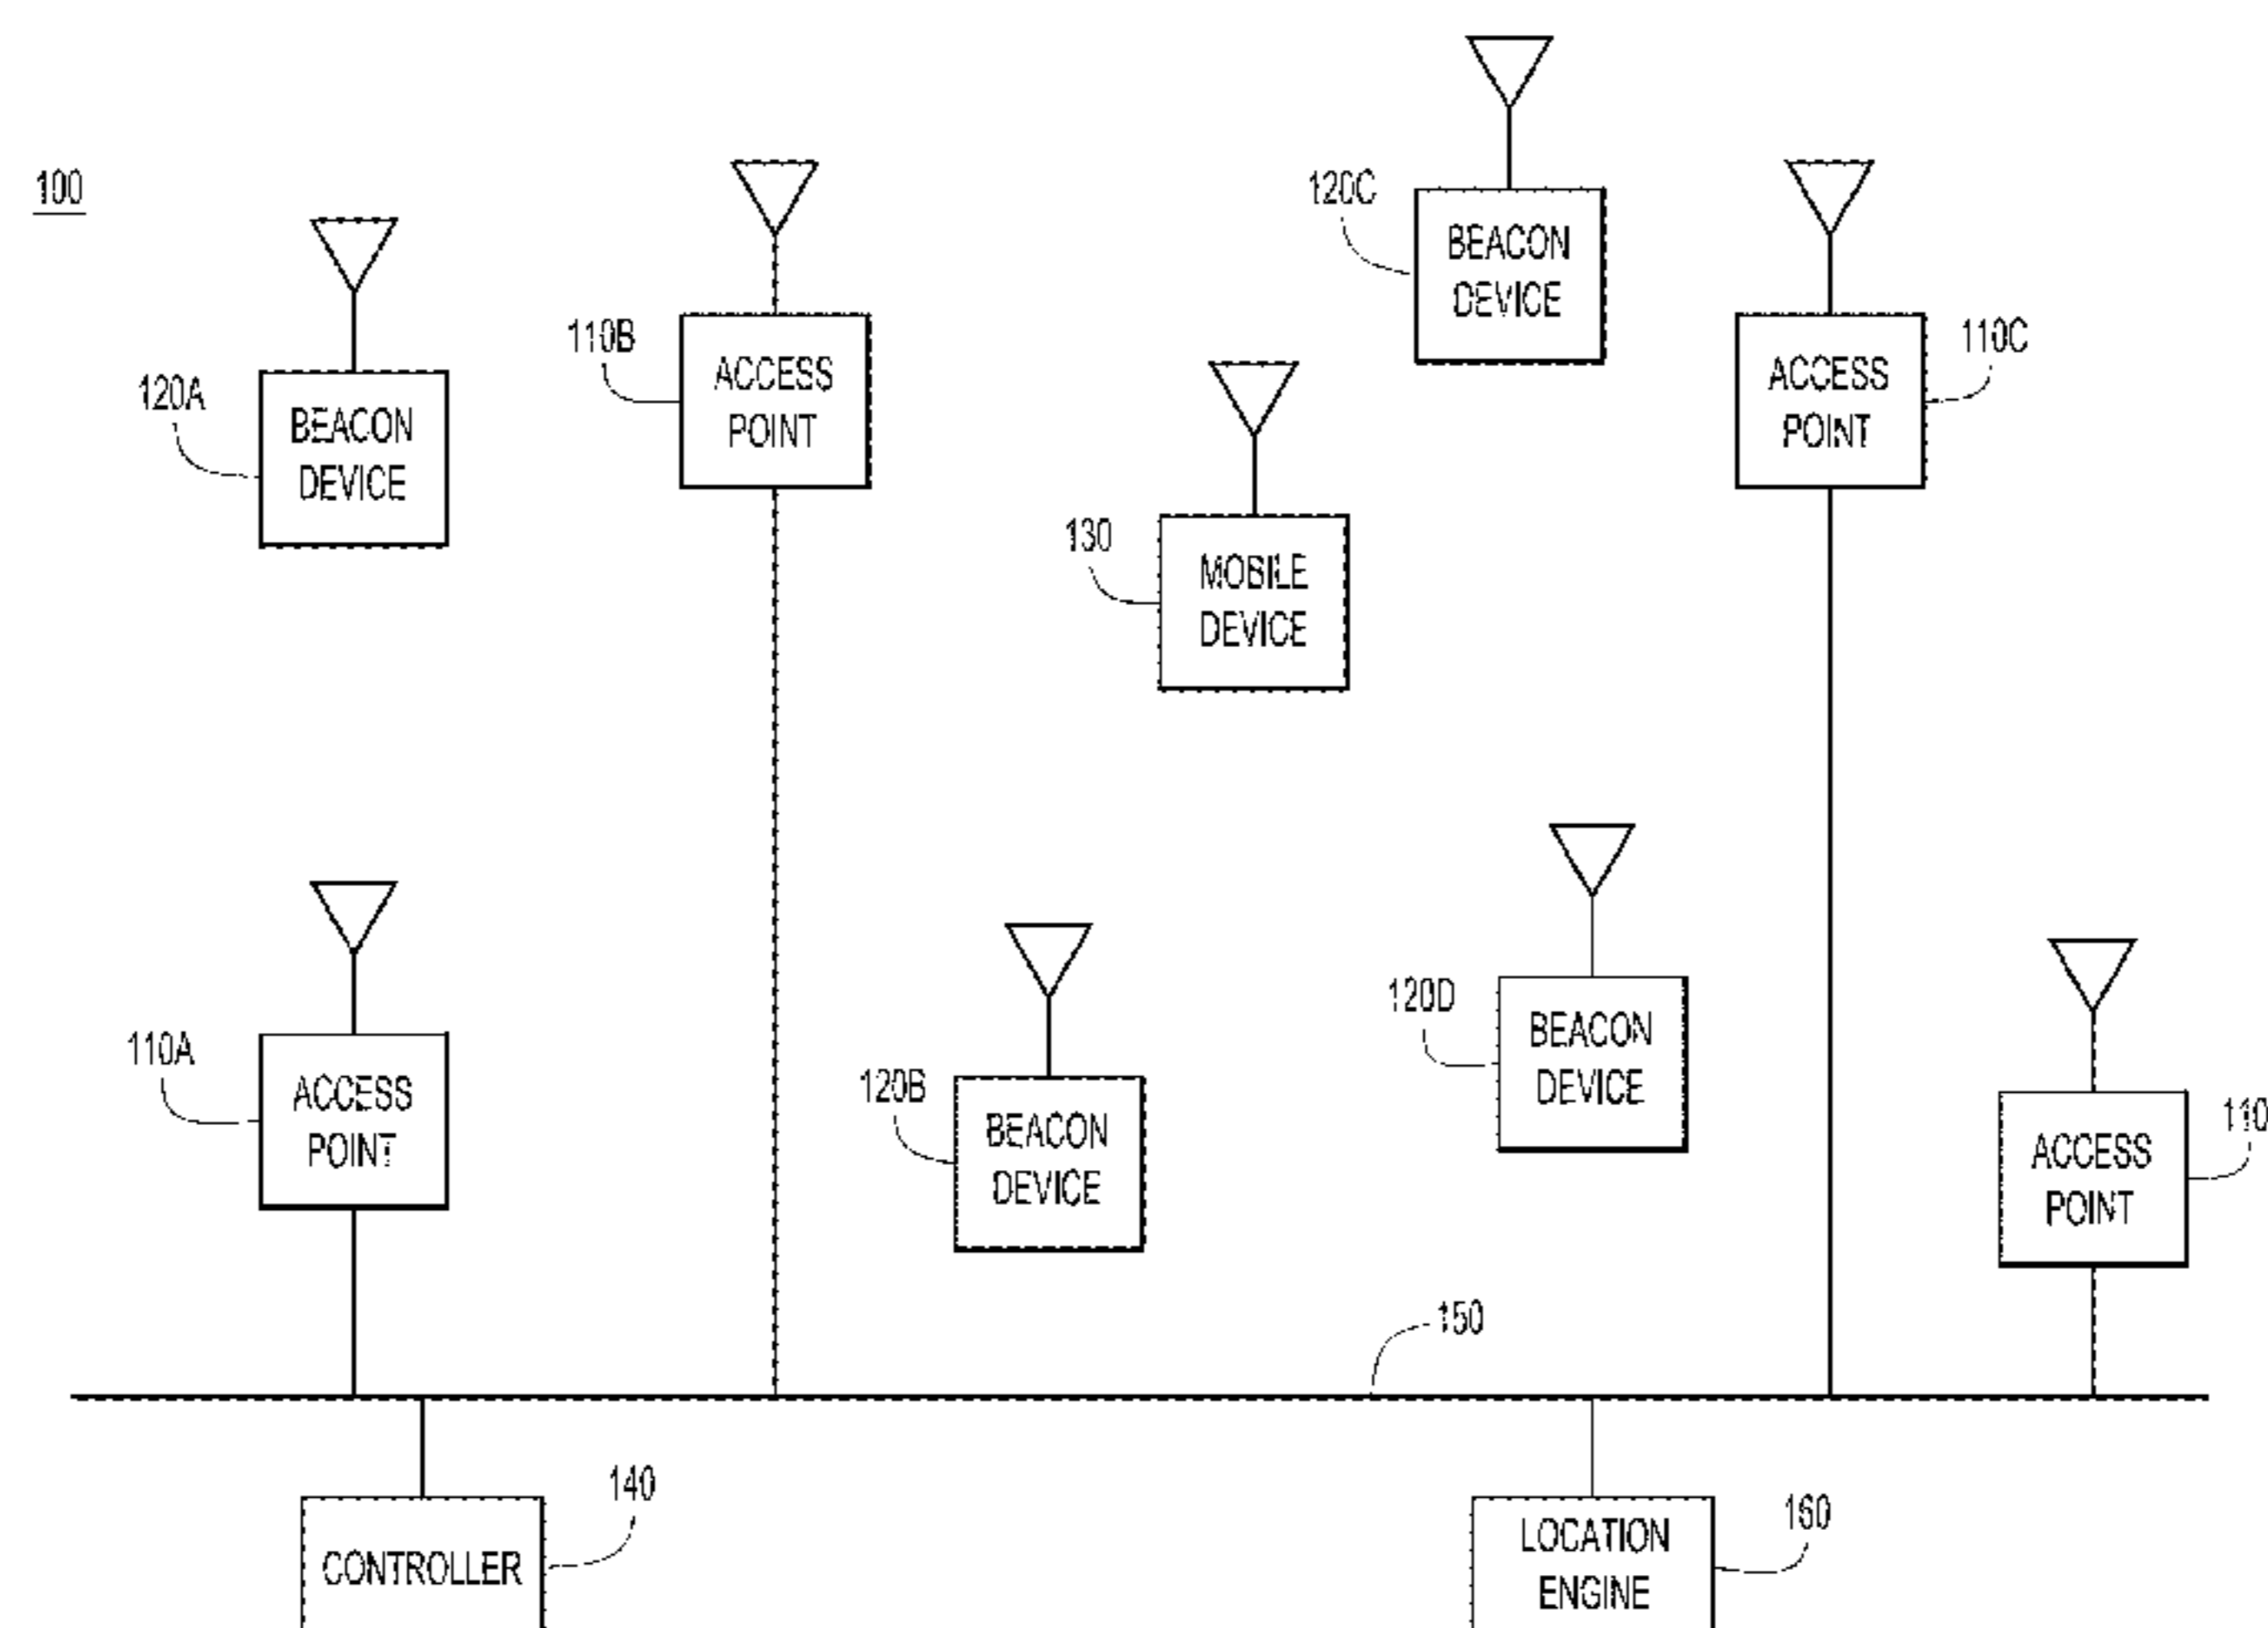 100
120C
BEACON
DEVICE
110B
ACCESS
POINT
110C
ACCESS
POINT
120A
BEACON
DEVICE
130
MOBILE
DEVICE
110A
ACCESS
POINT
120B
BEACON
DEVICE
120D
BEACON
DEVICE
110
ACCESS
POINT
150
140
CONTROLLER
160
LOCATION
ENGINE